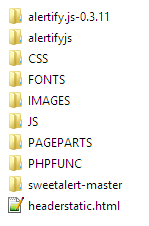 alertify.js-0.3.11
alertifyjs
CSS
FONTS
IMAGES
JS
PAGEPARTS
PHPFUNC
sweetalert-master
headerstatic.html